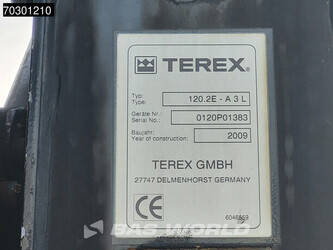 70301210
TEREX®
Typ:
Type: 120.2E - A 3 L
Geräte Nr.:
Serial No.: 0120P01383
Baujahr:
Year of construction: 2009
TEREX GMBH
27747 DELMENHORST GERMANY
CE
BAS WORLD